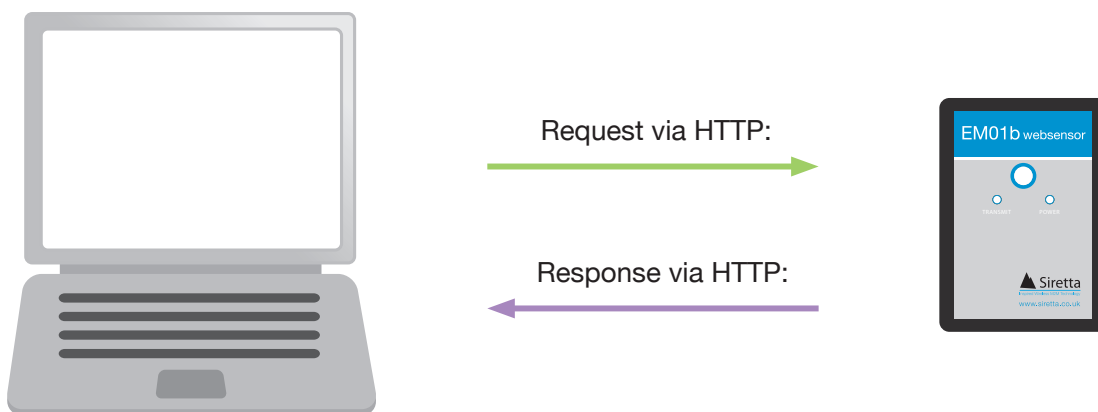 Request via HTTP:
EM01b websensor
TRANSMIT POWER
Response via HTTP:
Siretta
www.siretta.co.uk